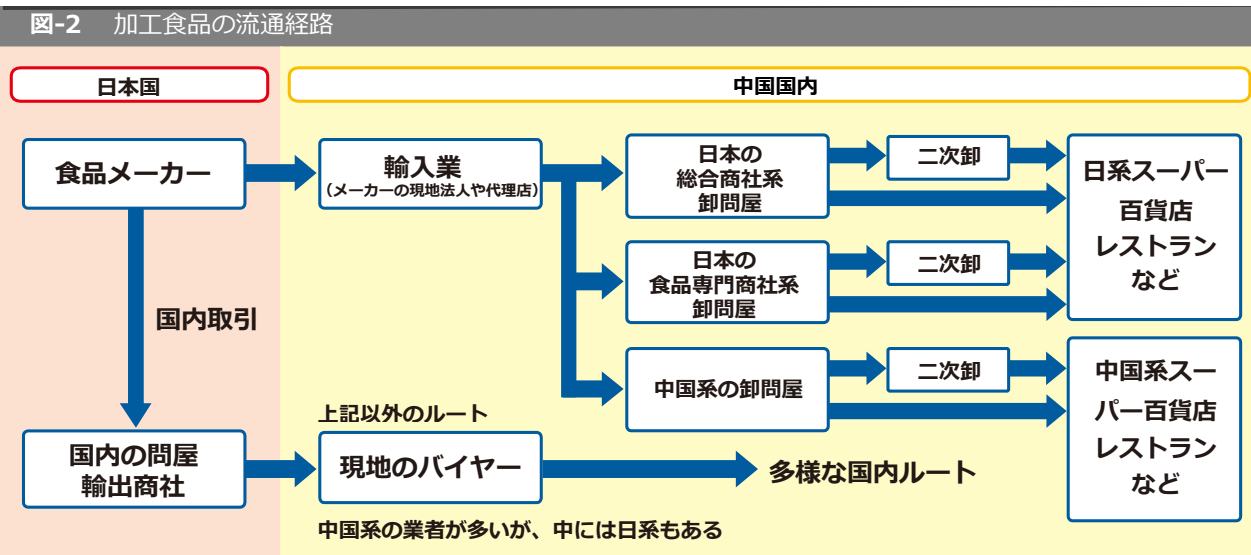 図-2 加工食品の流通経路
日本国
中国国内
食品メーカー
輸入業
（メーカーの現地法人や代理店）
日本の
総合商社系
卸問屋
二次卸
日系スーパー
百貨店
レストラン
など
日本の
食品専門商社系
卸問屋
二次卸
国内取引
中国系の卸問屋
二次卸
中国系スー
パー百貨店
レストラン
など
上記以外のルート
国内の問屋
輸出商社
現地のバイヤー
多様な国内ルート
中国系の業者が多いが、中には日系もある